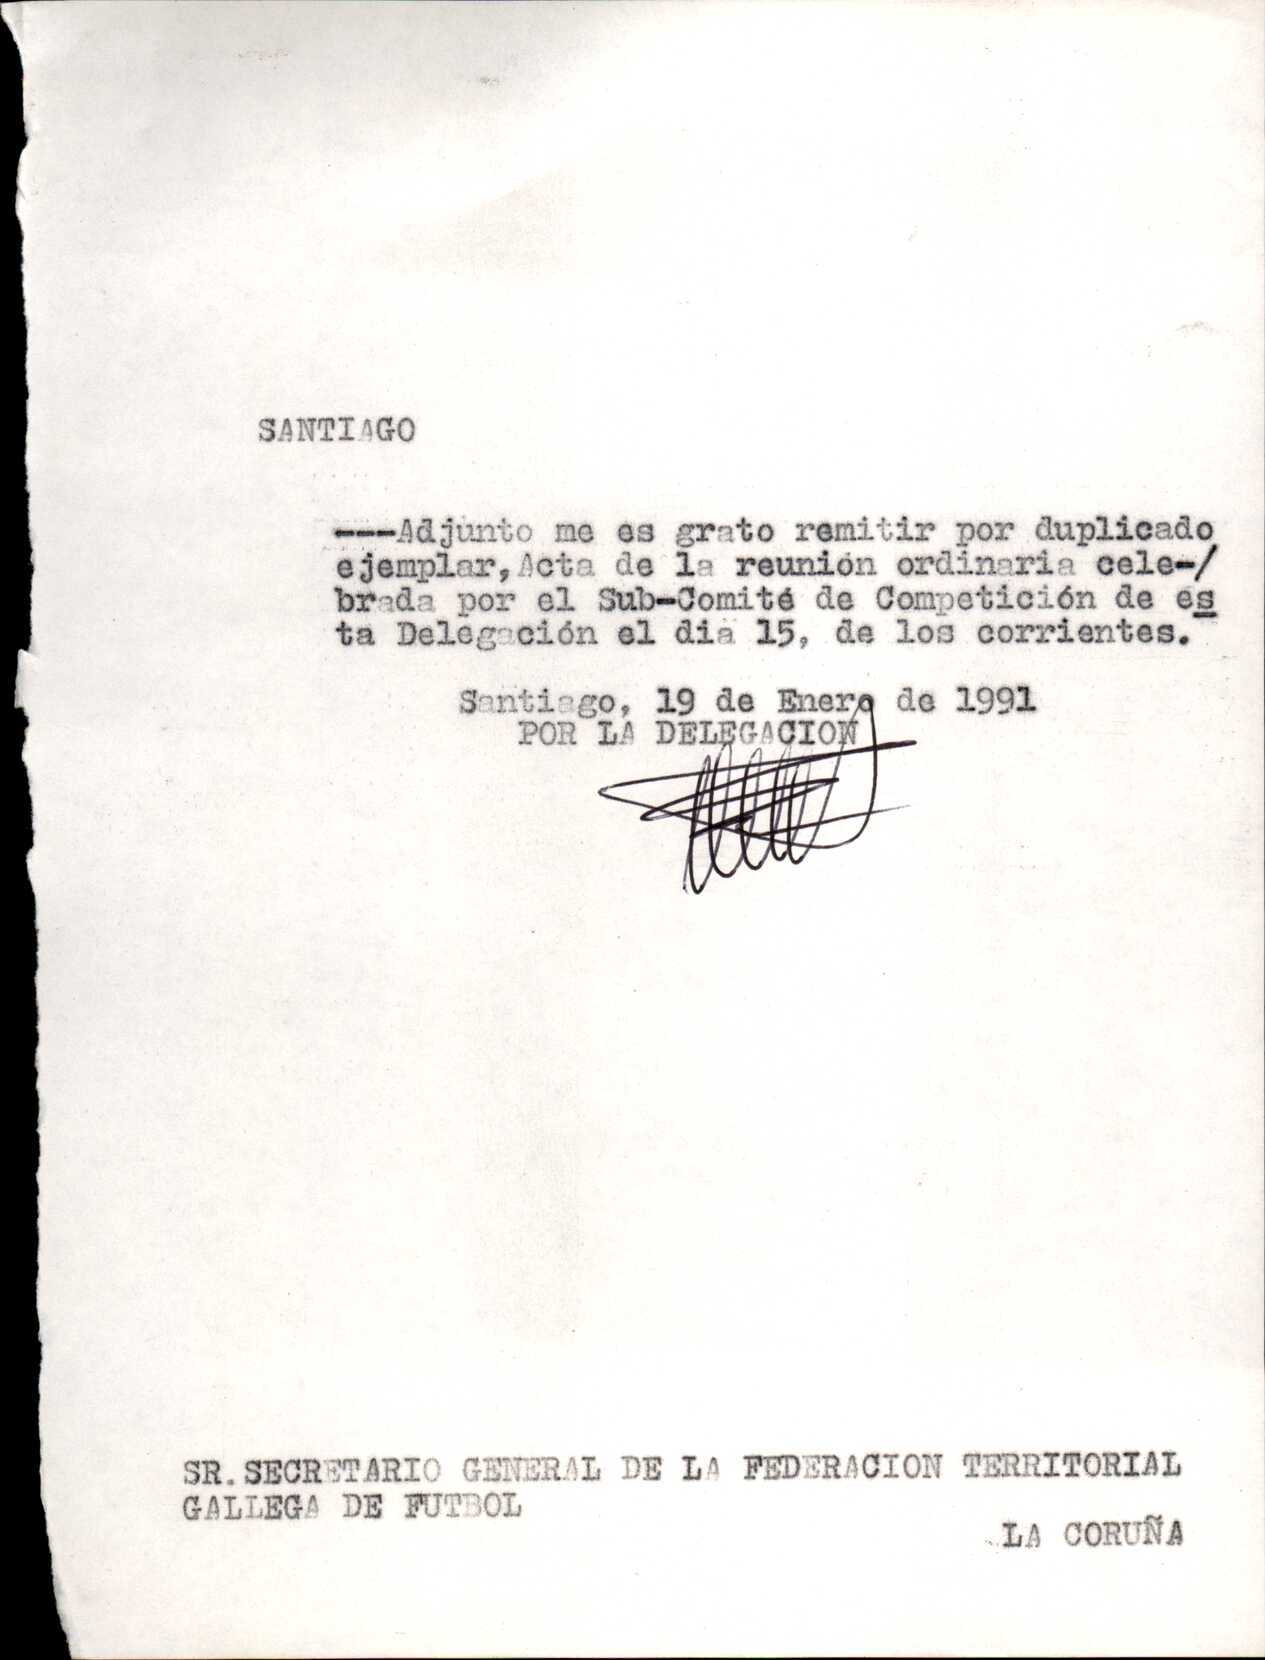 SANTIAGO
---Adjunto me es grato remitir por duplicado
ejemplar,Acta de la reunión ordinaria cele-/
brada por el Sub-Comité de Competición de es
ta Delegación el dia 15, de los corrientes.
Santiago, 19 de Enero de 1991
POR LA DELEGACION
SR.SECRETARIO GENERAL DE LA FEDERACION TERRITORIAL
GALLEGA DE FUTBOL
LA CORUÑA